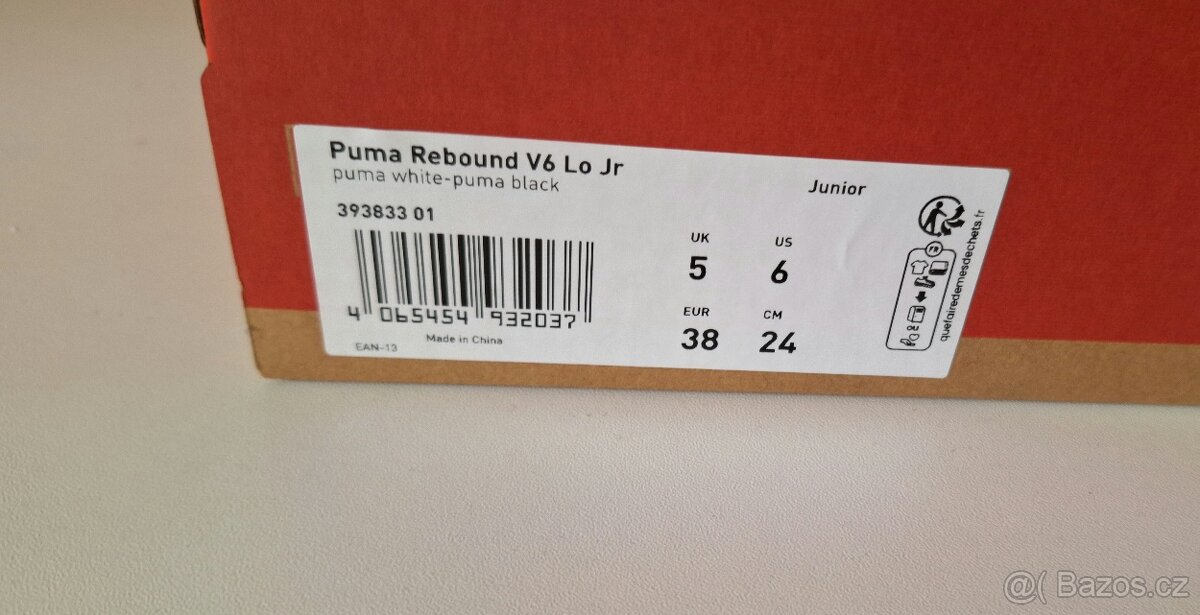 Puma Rebound V6 Lo Jr
puma white-puma black
Junior
393833 01
UK
US
5
6
EUR
CM
38
24
4 065454 932037
EAN-13
Made in China
FR
quefairedemesdechets.fr
@( Bazos.cz